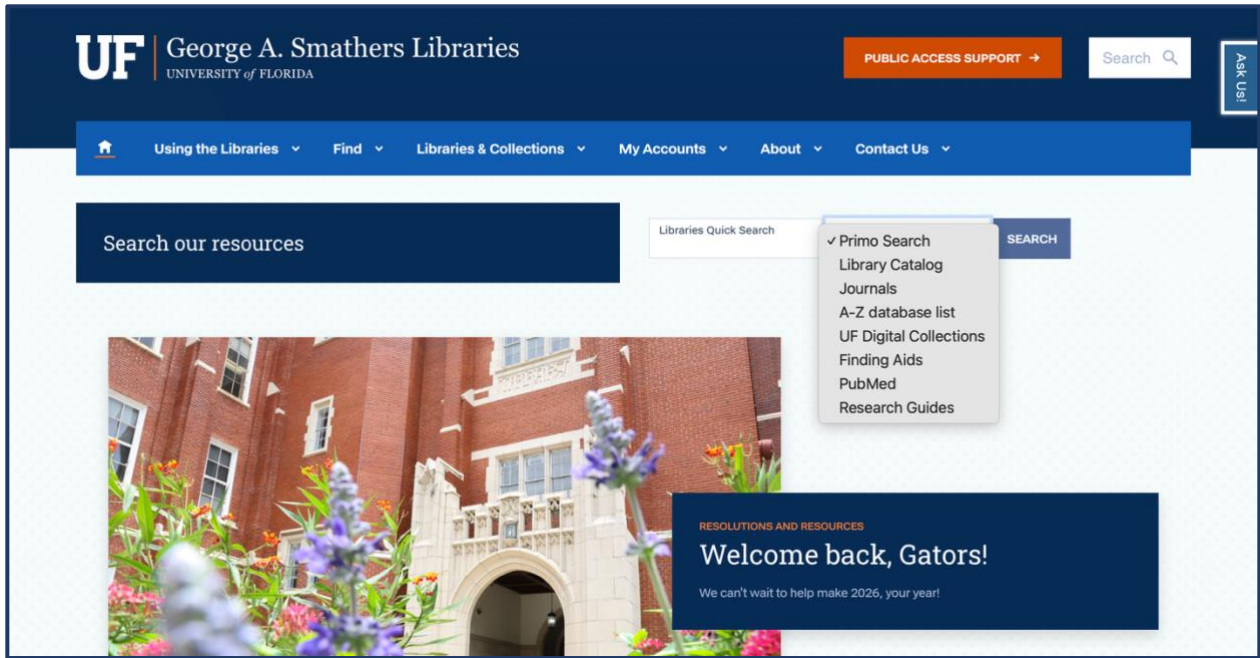 UF
George A. Smathers Libraries
UNIVERSITY of FLORIDA
PUBLIC ACCESS SUPPORT →
Search
Ask Us!
Using the Libraries
Find
Libraries & Collections
My Accounts
About
Contact Us
Search our resources
Libraries Quick Search
✓ Primo Search
Library Catalog
Journals
A-Z database list
UF Digital Collections
Finding Aids
PubMed
Research Guides
SEARCH
RESOLUTIONS AND RESOURCES
Welcome back, Gators!
We can't wait to help make 2026, your year!